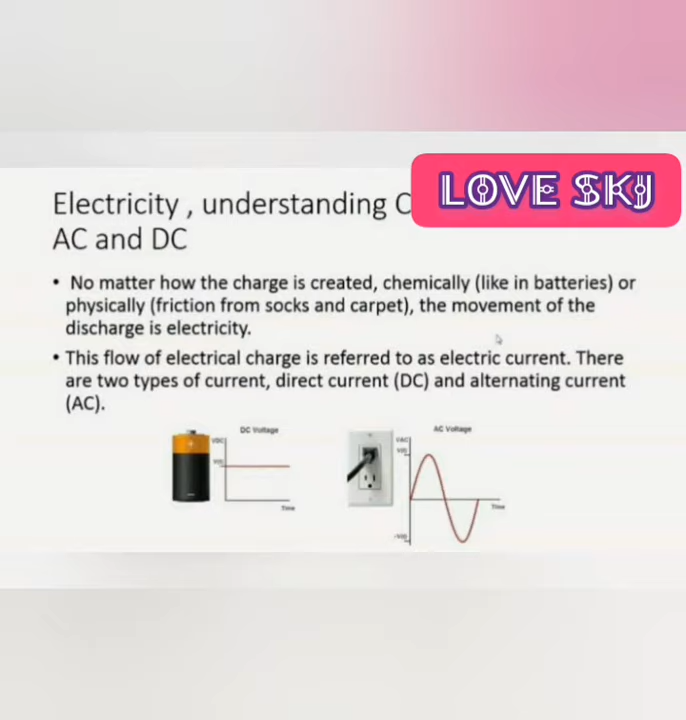 LOVE SKJ
Electricity , understanding C
AC and DC
• No matter how the charge is created, chemically (like in batteries) or
physically (friction from socks and carpet), the movement of the
discharge is electricity.
• This flow of electrical charge is referred to as electric current. There
are two types of current, direct current (DC) and alternating current
(AC).
DC Voltage
VDC
Time
AC Voltage
VAC
Time